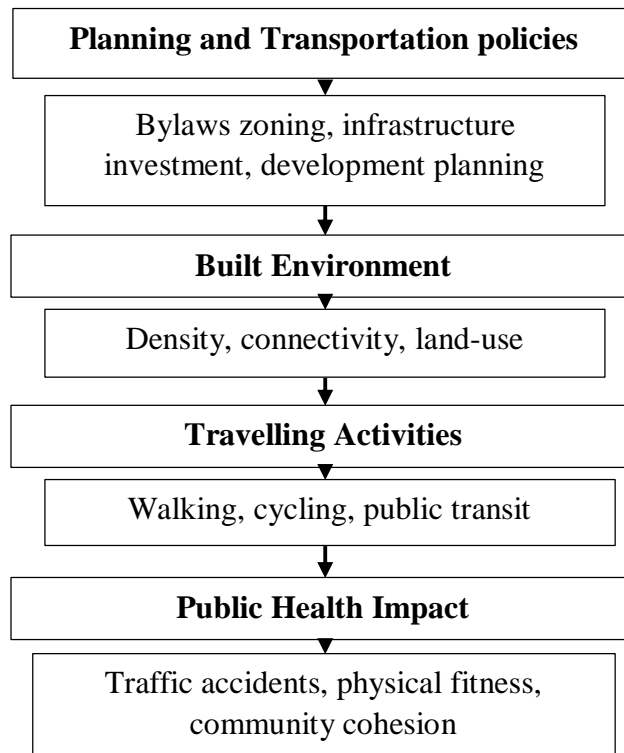 Planning and Transportation policies
Bylaws zoning, infrastructure
investment, development planning
Built Environment
Density, connectivity, land-use
Travelling Activities
Walking, cycling, public transit
Public Health Impact
Traffic accidents, physical fitness,
community cohesion